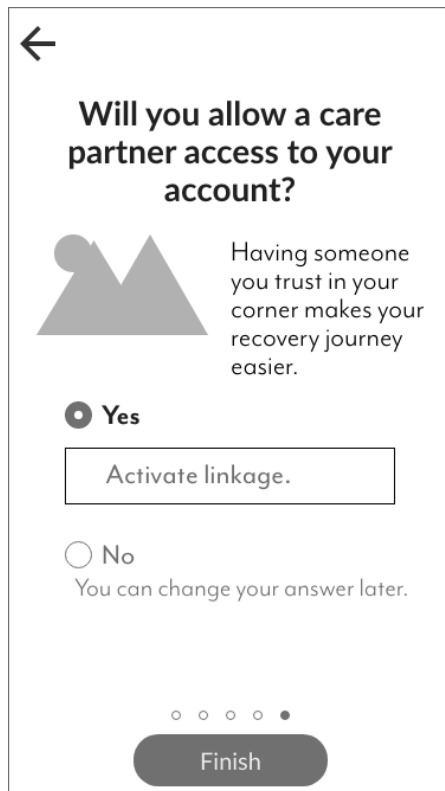 Will you allow a care
partner access to your
account?
Having someone
you trust in your
corner makes your
recovery journey
easier.
Yes
Activate linkage.
No
You can change your answer later.
Finish